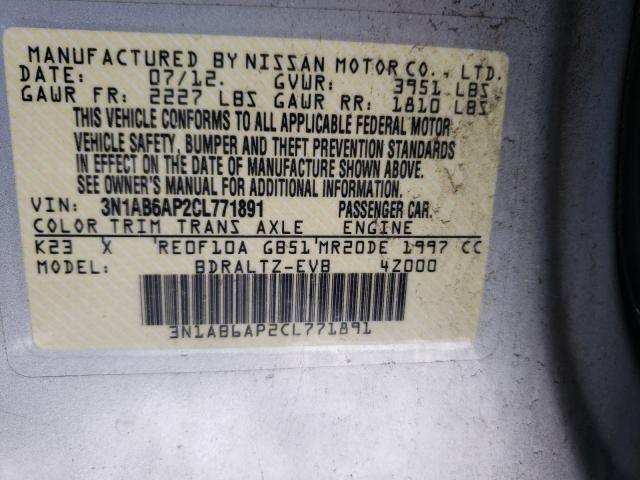 MANUFACTURED BY NISSAN MOTOR CO., LTD.
DATE: 07/12. GVWR: 3951 LBS
GAWR FR: 2227 LBS GAWR RR: 1810 LBS
THIS VEHICLE CONFORMS TO ALL APPLICABLE FEDERAL MOTOR
VEHICLE SAFETY, BUMPER AND THEFT PREVENTION STANDARDS
IN EFFECT ON THE DATE OF MANUFACTURE SHOWN ABOVE.
SEE OWNER'S MANUAL FOR ADDITIONAL INFORMATION.
VIN: 3N1AB6AP2CL771891 PASSENGER CAR.
COLOR TRIM TRANS AXLE ENGINE
K23 X 'RE0F10A GB51'MR20DE 1997 CC
MODEL: BDRALTZ-EVB 4Z000
3N1AB6AP2CL771891